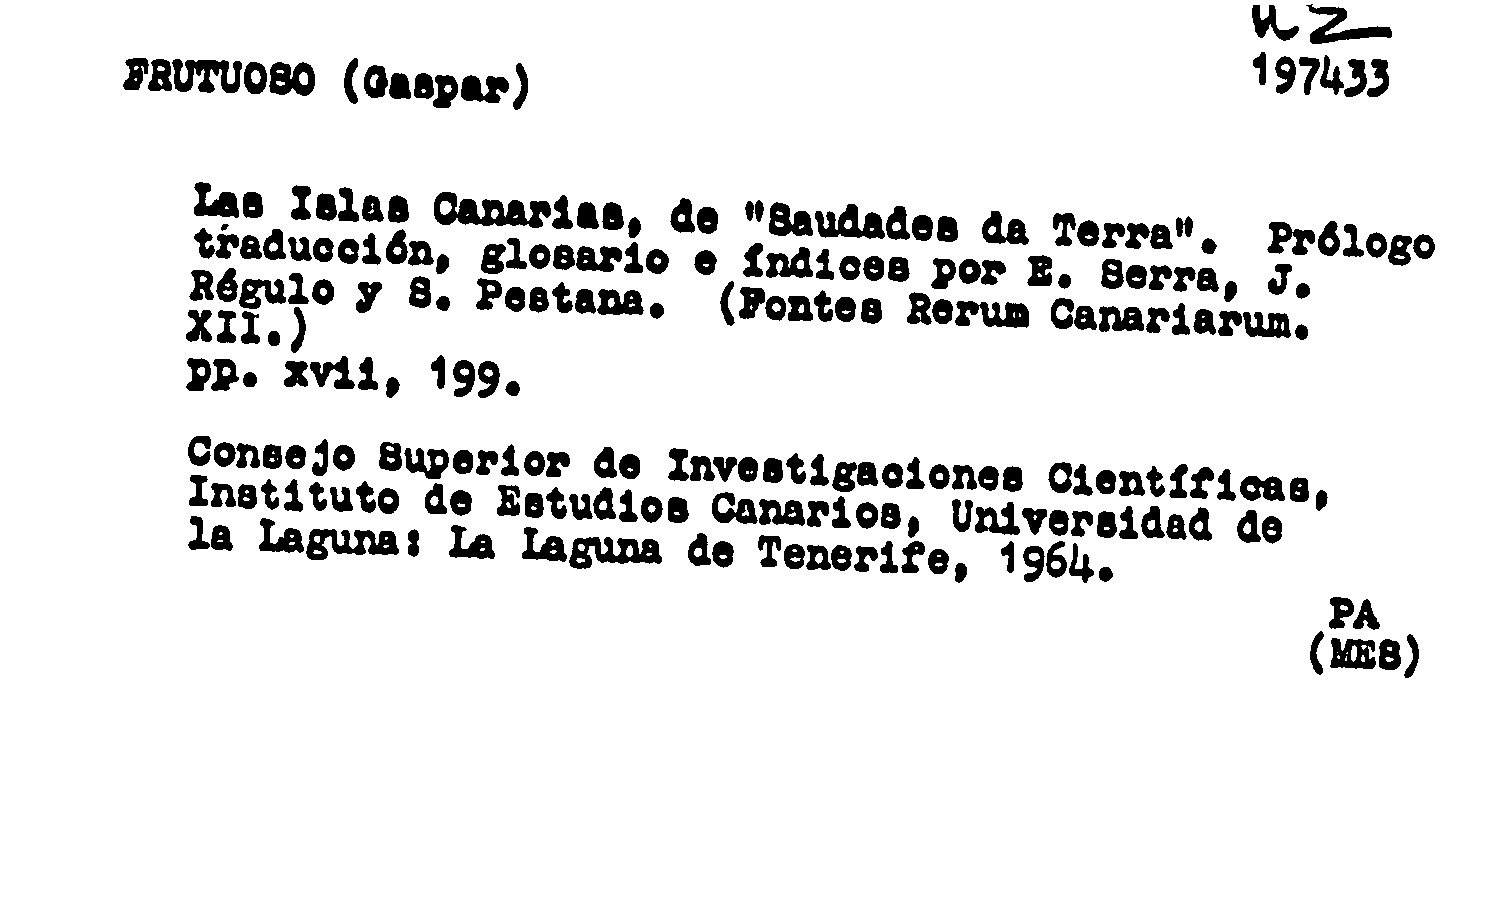 FRUTUOSO (Gaspar)
197433
Las Islas Canarias, de "Saudades da Terra". Prólogo
traducción, glosario e índices por E. Serra, J.
Régulo y S. Pestana. (Fontes Rerum Canariarum.
XII.)
pp. xvii, 199.
Consejo Superior de Investigaciones Científicas,
Instituto de Estudios Canarios, Universidad de
la Laguna: La Laguna de Tenerife, 1964.
PA
(MES)